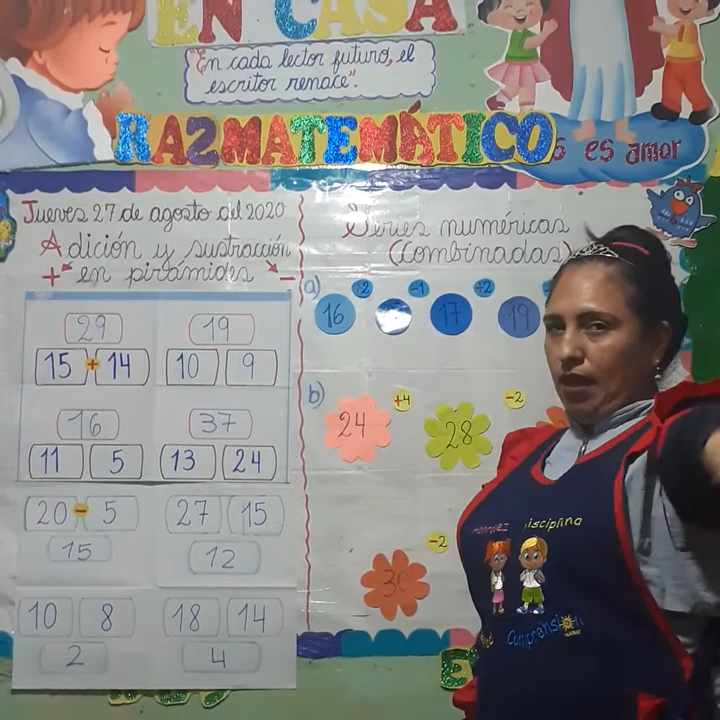 EN CASA
"En cada lector futuro, el
escritor renace".
RAZMATEMÁTICO
es amor
Jueves 27 de agosto del 2020
Adición y sustracción
+ en pirámides -
29
15 + 14
19
10 9
16
11 5
37
13 24
20 - 5
15
27 15
12
10 8
2
18 14
4
Series numéricas
(Combinadas)
a) 16 +2 -1 17 +2 19
b) 24 +4 28 -2
-2 30
disciplina
Comprensión